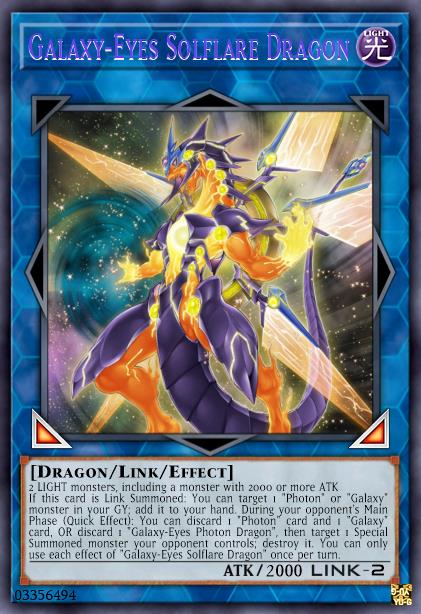 GALAXY-EYES SOLFLARE DRAGON
LIGHT
光
[DRAGON/LINK/EFFECT]
2 LIGHT monsters, including a monster with 2000 or more ATK
If this card is Link Summoned: You can target 1 "Photon" or "Galaxy"
monster in your GY; add it to your hand. During your opponent's Main
Phase (Quick Effect): You can discard 1 "Photon" card and 1 "Galaxy"
card, OR discard 1 "Galaxy-Eyes Photon Dragon", then target 1 Special
Summoned monster your opponent controls; destroy it. You can only
use each effect of "Galaxy-Eyes Solflare Dragon" once per turn.
ATK/2000 LINK-2
03356494